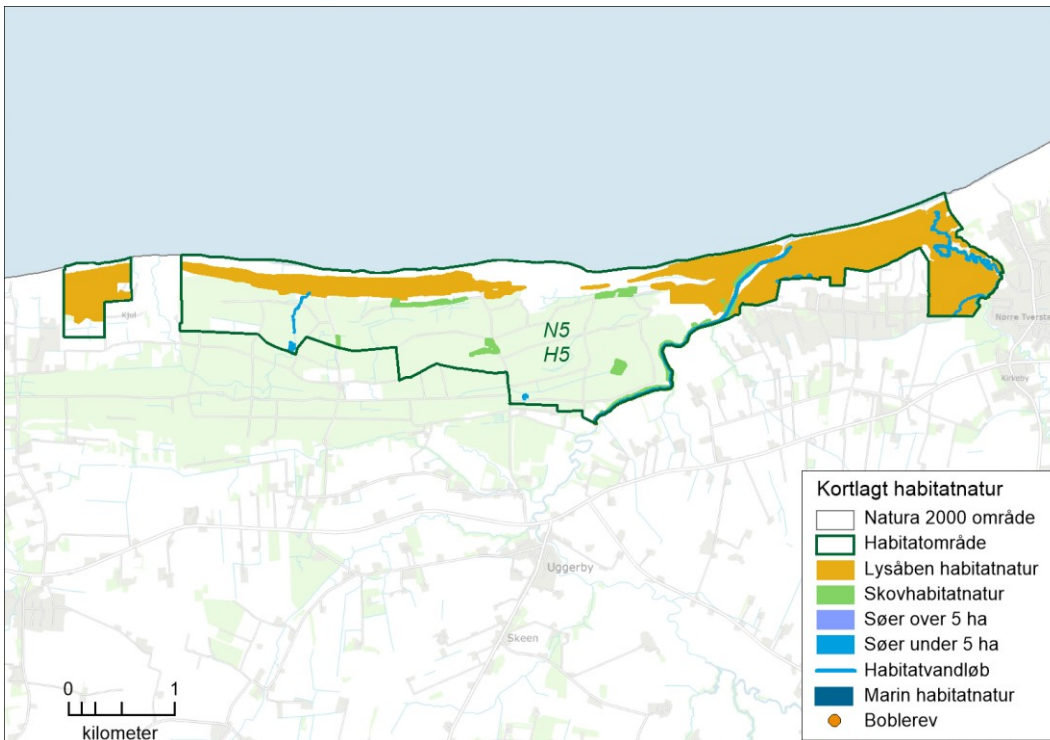 Kjul
N5
H5
Nørre Tverste
Kirkeby
Uggerby
Skeen
0 1
kilometer
Kortlagt habitatnatur
Natura 2000 område
Habitatområde
Lysåben habitatnatur
Skovhabitatnatur
Søer over 5 ha
Søer under 5 ha
Habitatvandløb
Marin habitatnatur
Boblerev